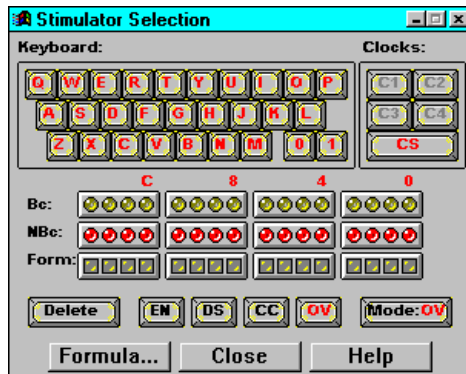 Stimulator Selection
Keyboard: Clocks:
Q W E R T Y U I O P C1 C2
A S D F G H J K L C3 C4
Z X C V B N M 0 1 CS
C 8 4 0
Bc:
NBc:
Form:
Delete EN DS CC OV Mode:OV
Formula... Close Help